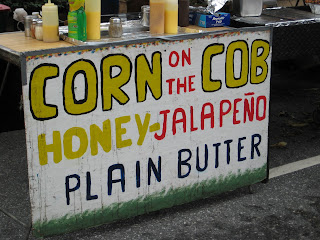 CORN ON THE COB
HONEY-JALAPEÑO
PLAIN BUTTER